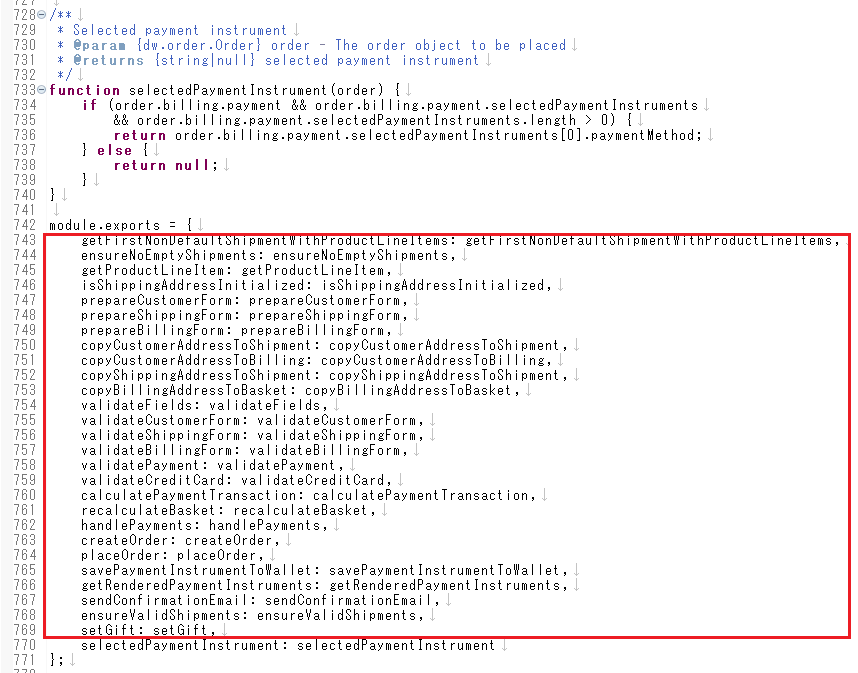 728 /**
729  * Selected payment instrument
730  * @param {dw.order.Order} order - The order object to be placed
731  * @returns {string|null} selected payment instrument
732  */
733 function selectedPaymentInstrument(order) {
734     if (order.billing.payment && order.billing.payment.selectedPaymentInstruments
735         && order.billing.payment.selectedPaymentInstruments.length > 0) {
736         return order.billing.payment.selectedPaymentInstruments[0].paymentMethod;
737     } else {
738         return null;
739     }
740 }
741
742 module.exports = {
743     getFirstNonDefaultShipmentWithProductLineItems: getFirstNonDefaultShipmentWithProductLineItems,
744     ensureNoEmptyShipments: ensureNoEmptyShipments,
745     getProductLineItem: getProductLineItem,
746     isShippingAddressInitialized: isShippingAddressInitialized,
747     prepareCustomerForm: prepareCustomerForm,
748     prepareShippingForm: prepareShippingForm,
749     prepareBillingForm: prepareBillingForm,
750     copyCustomerAddressToShipment: copyCustomerAddressToShipment,
751     copyCustomerAddressToBilling: copyCustomerAddressToBilling,
752     copyShippingAddressToShipment: copyShippingAddressToShipment,
753     copyBillingAddressToBasket: copyBillingAddressToBasket,
754     validateFields: validateFields,
755     validateCustomerForm: validateCustomerForm,
756     validateShippingForm: validateShippingForm,
757     validateBillingForm: validateBillingForm,
758     validatePayment: validatePayment,
759     validateCreditCard: validateCreditCard,
760     calculatePaymentTransaction: calculatePaymentTransaction,
761     recalculateBasket: recalculateBasket,
762     handlePayments: handlePayments,
763     createOrder: createOrder,
764     placeOrder: placeOrder,
765     savePaymentInstrumentToWallet: savePaymentInstrumentToWallet,
766     getRenderedPaymentInstruments: getRenderedPaymentInstruments,
767     sendConfirmationEmail: sendConfirmationEmail,
768     ensureValidShipments: ensureValidShipments,
769     setGift: setGift,
770     selectedPaymentInstrument: selectedPaymentInstrument
771 };